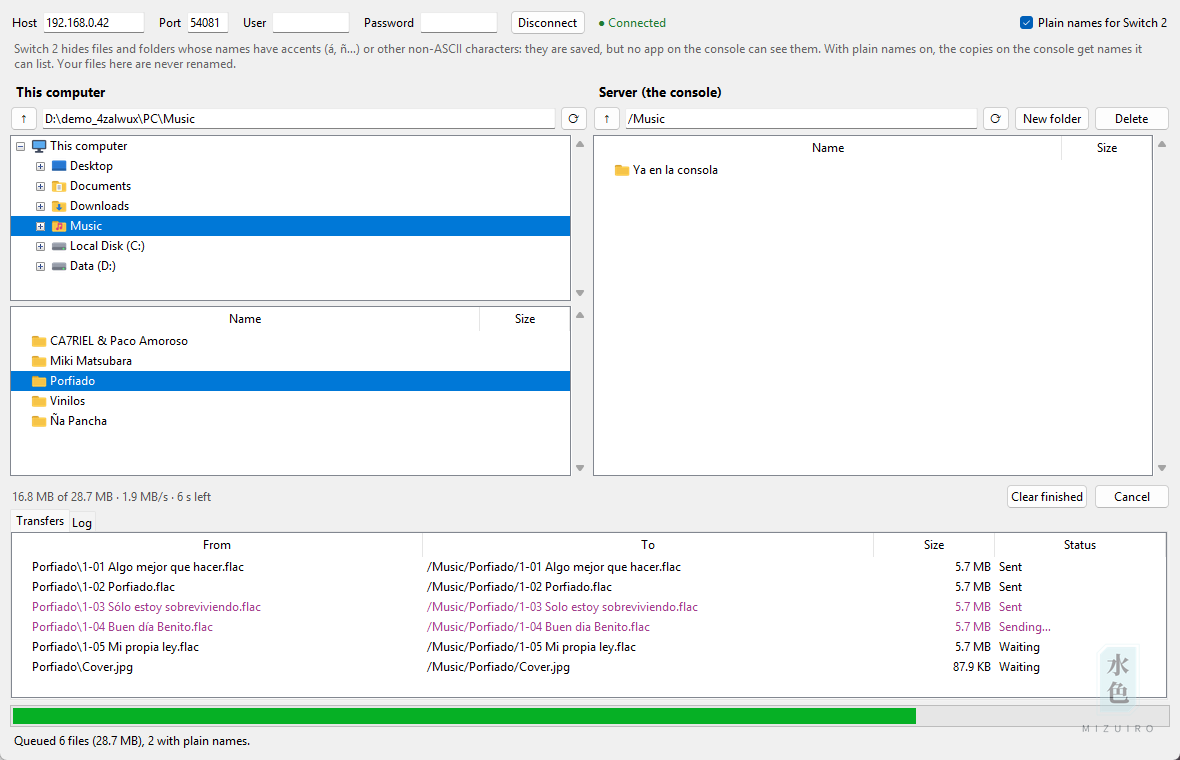 Host 192.168.0.42 Port 54081 User Password Disconnect ● Connected Plain names for Switch 2
Switch 2 hides files and folders whose names have accents (á, ñ...) or other non-ASCII characters: they are saved, but no app on the console can see them. With plain names on, the copies on the console get names it
can list. Your files here are never renamed.
This computer
↑ D:\demo_4zalwux\PC\Music
This computer
Desktop
Documents
Downloads
Music
Local Disk (C:)
Data (D:)
Name Size
CA7RIEL & Paco Amoroso
Miki Matsubara
Porfiado
Vinilos
Ña Pancha
Server (the console)
↑ /Music New folder Delete
Name Size
Ya en la consola
16.8 MB of 28.7 MB · 1.9 MB/s · 6 s left Clear finished Cancel
Transfers Log
From To Size Status
Porfiado\1-01 Algo mejor que hacer.flac /Music/Porfiado/1-01 Algo mejor que hacer.flac 5.7 MB Sent
Porfiado\1-02 Porfiado.flac /Music/Porfiado/1-02 Porfiado.flac 5.7 MB Sent
Porfiado\1-03 Sólo estoy sobreviviendo.flac /Music/Porfiado/1-03 Solo estoy sobreviviendo.flac 5.7 MB Sent
Porfiado\1-04 Buen día Benito.flac /Music/Porfiado/1-04 Buen dia Benito.flac 5.7 MB Sending...
Porfiado\1-05 Mi propia ley.flac /Music/Porfiado/1-05 Mi propia ley.flac 5.7 MB Waiting
Porfiado\Cover.jpg /Music/Porfiado/Cover.jpg 87.9 KB Waiting
水色
MIZUIRO
Queued 6 files (28.7 MB), 2 with plain names.